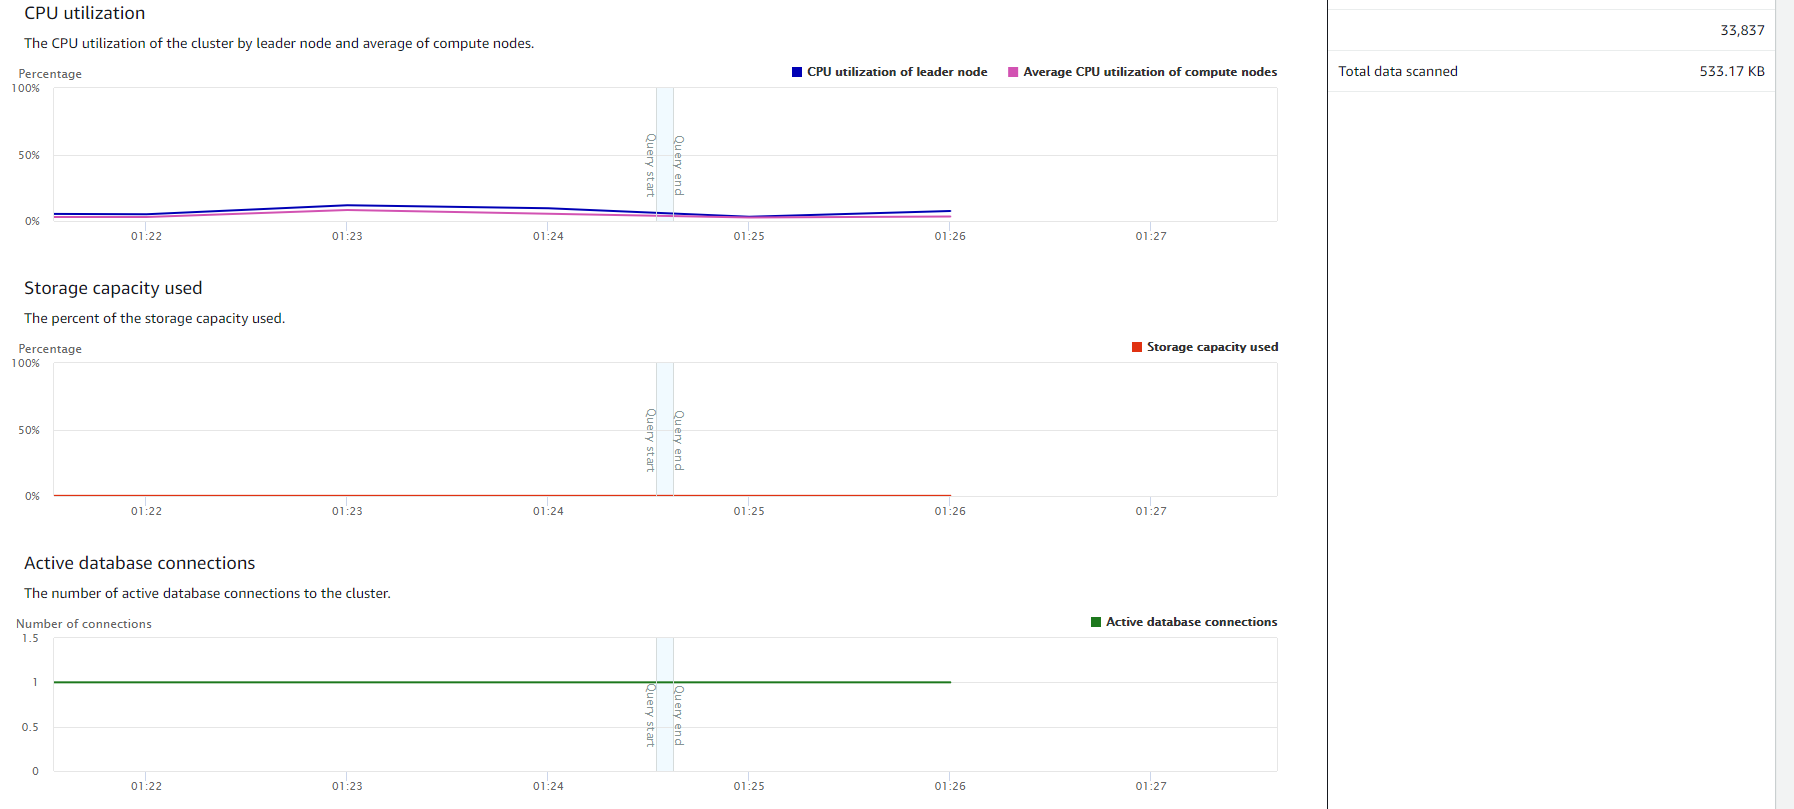 CPU utilization
The CPU utilization of the cluster by leader node and average of compute nodes.
Percentage
CPU utilization of leader node Average CPU utilization of compute nodes
100%
50%
0%
Query start
Query end
01:22 01:23 01:24 01:25 01:26 01:27
Storage capacity used
The percent of the storage capacity used.
Percentage
Storage capacity used
100%
50%
0%
Query start
Query end
01:22 01:23 01:24 01:25 01:26 01:27
Active database connections
The number of active database connections to the cluster.
Number of connections
Active database connections
1.5
1
0.5
0
Query start
Query end
01:22 01:23 01:24 01:25 01:26 01:27
33,837
Total data scanned 533.17 KB